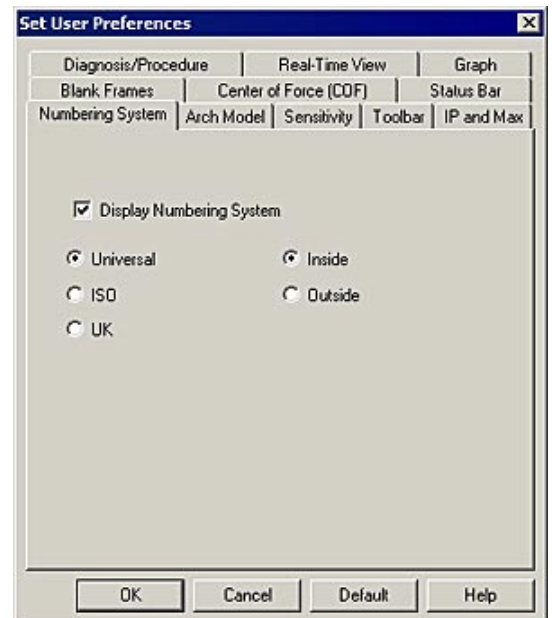 Set User Preferences
Diagnosis/Procedure Real-Time View Graph
Blank Frames Center of Force (COF) Status Bar
Numbering System Arch Model Sensitivity Toolbar IP and Max
Display Numbering System
Universal Inside
ISO Outside
UK
OK Cancel Default Help